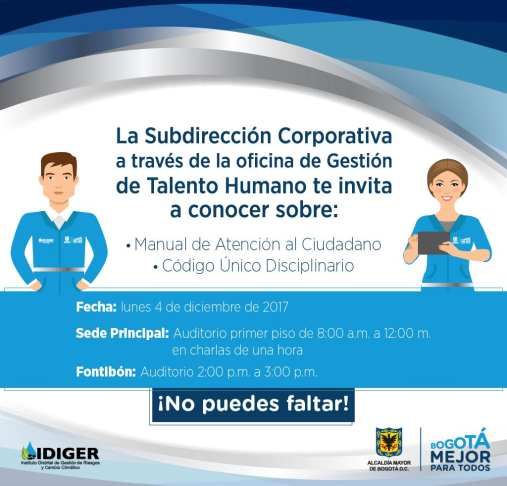 La Subdirección Corporativa
a través de la oficina de Gestión
de Talento Humano te invita
a conocer sobre:
• Manual de Atención al Ciudadano
• Código Único Disciplinario
Fecha: lunes 4 de diciembre de 2017
Sede Principal: Auditorio primer piso de 8:00 a.m. a 12:00 m.
en charlas de una hora
Fontibón: Auditorio 2:00 p.m. a 3:00 p.m.
¡No puedes faltar!
IDIGER
Instituto Distrital de Gestión de Riesgos
y Cambio Climático
ALCALDÍA MAYOR
DE BOGOTÁ D.C.
BOGOTÁ
MEJOR
PARA TODOS